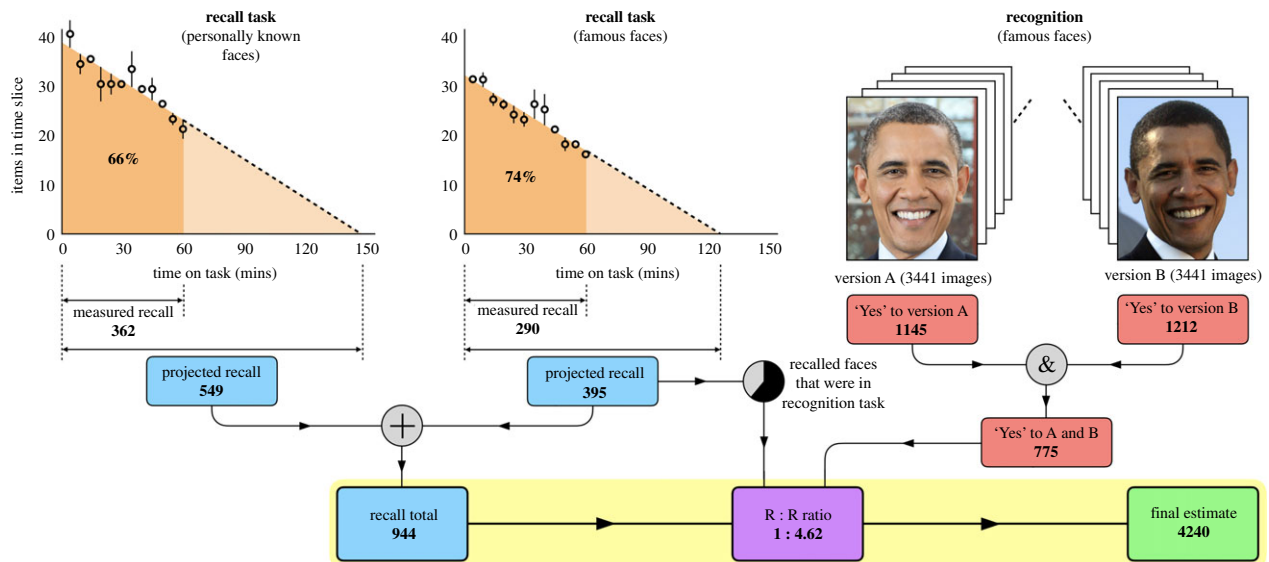 recall task
(personally known
faces)
40
30
20
10
0
items in time slice
66%
0 30 60 90 120 150
time on task (mins)
measured recall
362
projected recall
549
recall task
(famous faces)
40
30
20
10
0
74%
0 30 60 90 120 150
time on task (mins)
measured recall
290
projected recall
395
recognition
(famous faces)
version A (3441 images)
version B (3441 images)
‘Yes’ to version A
1145
‘Yes’ to version B
1212
&
recalled faces
that were in
recognition task
‘Yes’ to A and B
775
+
recall total
944
R : R ratio
1 : 4.62
final estimate
4240